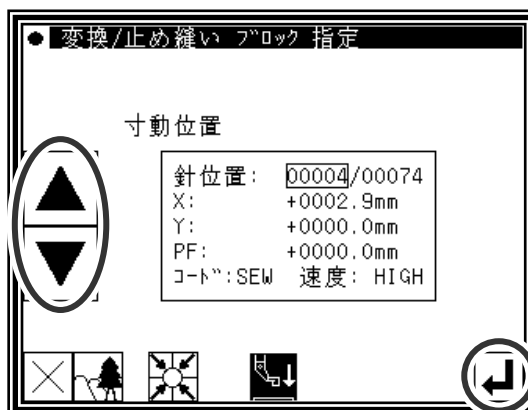 変換/止め縫い ブロック 指定
寸動位置
針位置: 00004/00074
X: +0002.9mm
Y: +0000.0mm
PF: +0000.0mm
コード:SEW 速度: HIGH